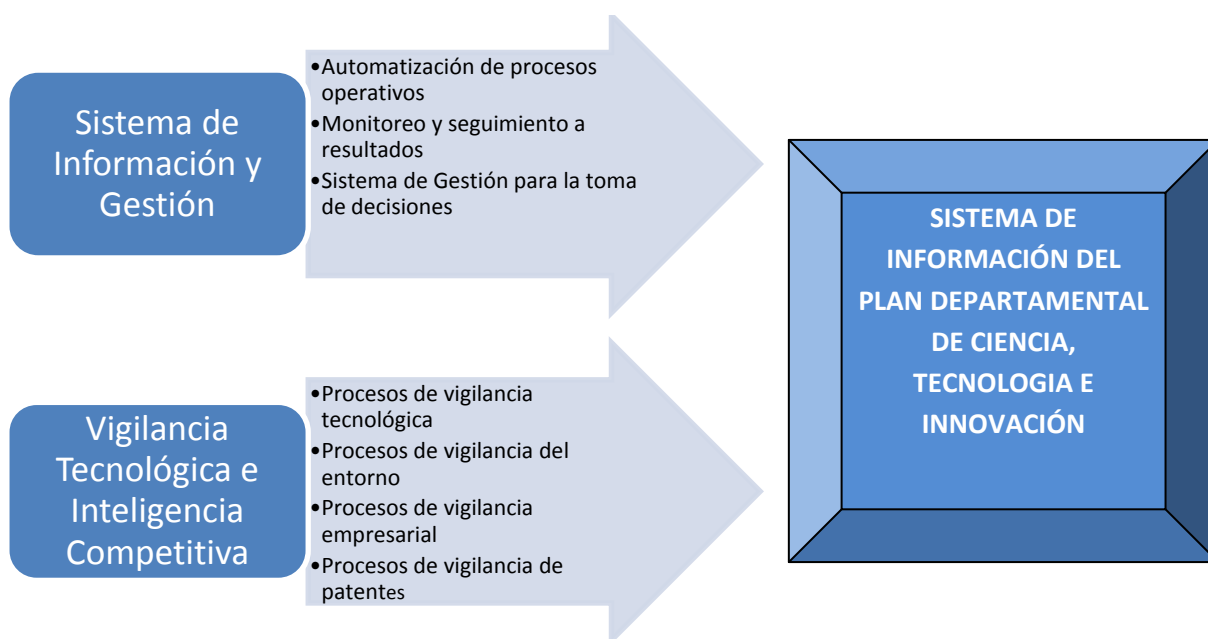 Sistema de
Información y
Gestión
•Automatización de procesos
operativos
•Monitoreo y seguimiento a
resultados
•Sistema de Gestión para la toma
de decisiones
Vigilancia
Tecnológica e
Inteligencia
Competitiva
•Procesos de vigilancia
tecnológica
•Procesos de vigilancia del
entorno
•Procesos de vigilancia
empresarial
•Procesos de vigilancia de
patentes
SISTEMA DE
INFORMACIÓN DEL
PLAN DEPARTAMENTAL
DE CIENCIA,
TECNOLOGIA E
INNOVACIÓN